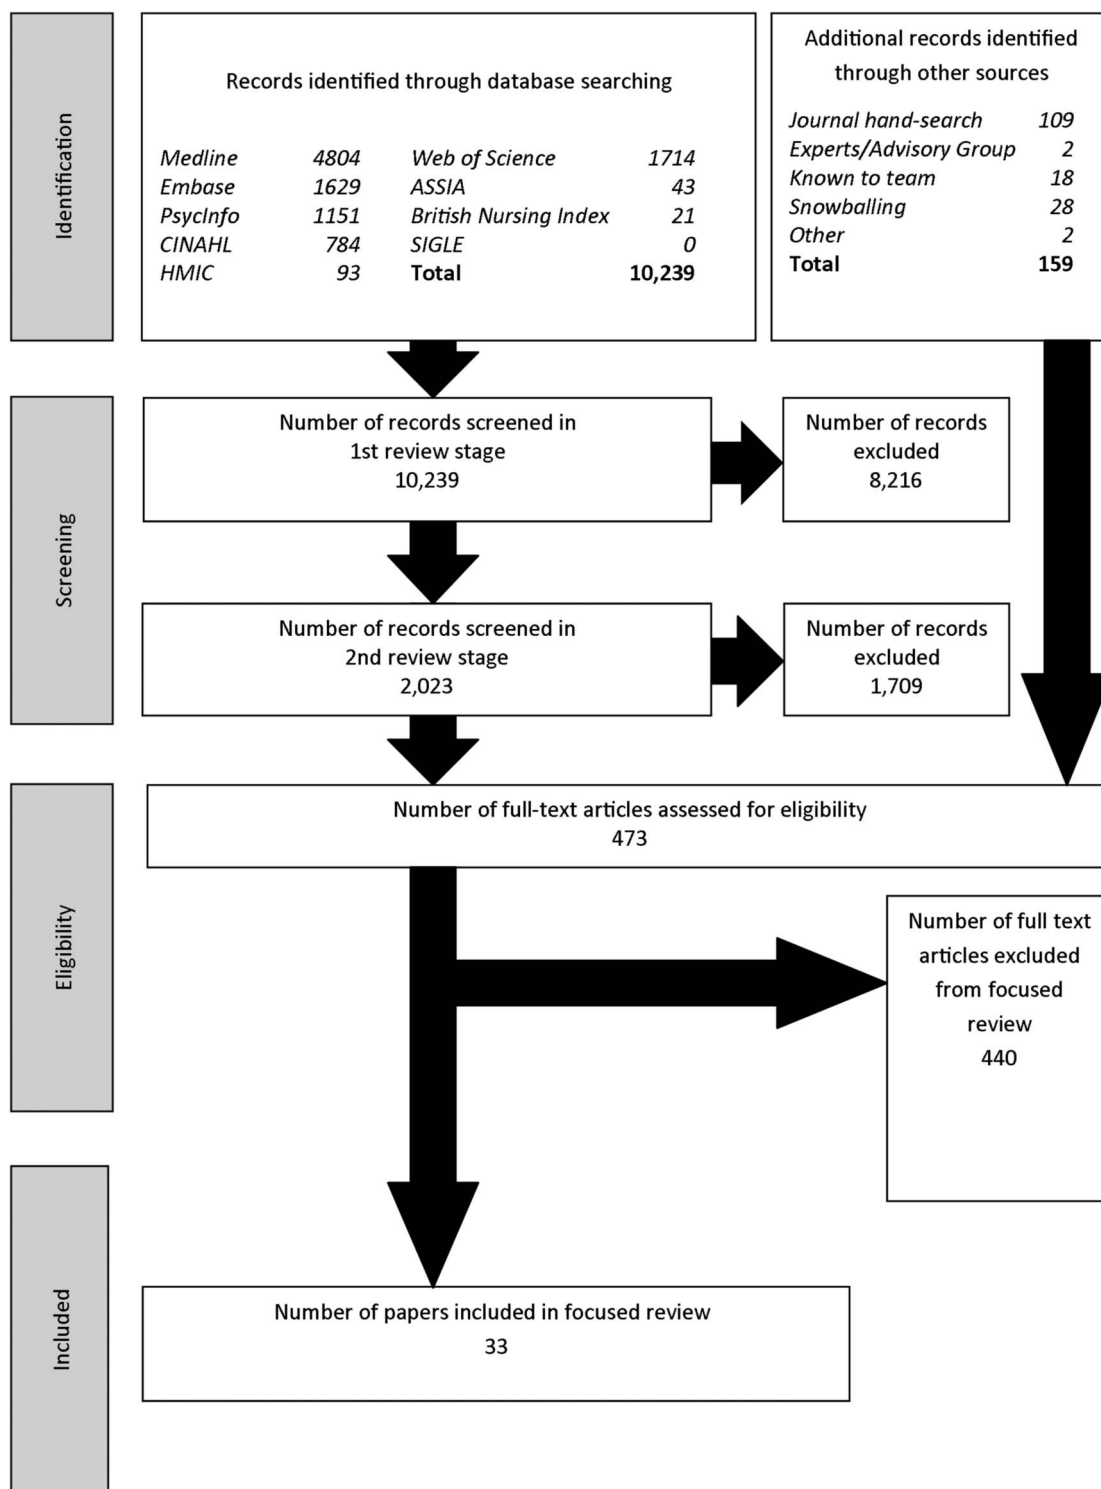 Identification
Records identified through database searching
Medline 4804 Web of Science 1714
Embase 1629 ASSIA 43
PsycInfo 1151 British Nursing Index 21
CINAHL 784 SIGLE 0
HMIC 93 Total 10,239
Additional records identified
through other sources
Journal hand-search 109
Experts/Advisory Group 2
Known to team 18
Snowballing 28
Other 2
Total 159
Screening
Number of records screened in
1st review stage
10,239
Number of records
excluded
8,216
Number of records screened in
2nd review stage
2,023
Number of records
excluded
1,709
Eligibility
Number of full-text articles assessed for eligibility
473
Number of full text
articles excluded
from focused
review
440
Included
Number of papers included in focused review
33